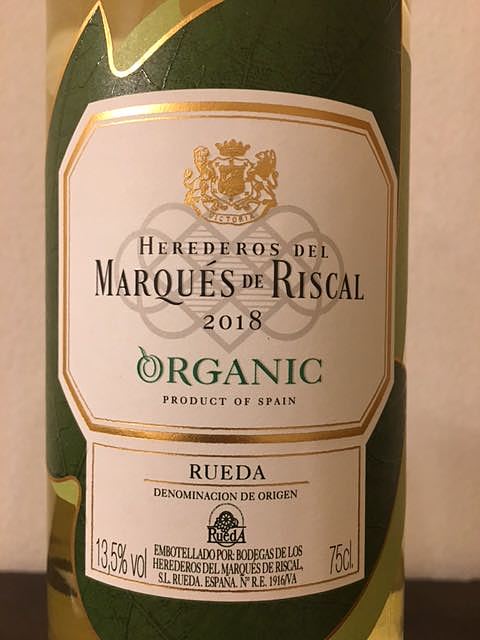 VICTORIA
HEREDEROS DEL
MARQUÉS DE RISCAL
2018
ORGANIC
PRODUCT OF SPAIN
RUEDA
DENOMINACION DE ORIGEN
RUEDA
13,5% vol
EMBOTELLADO POR: BODEGAS DE LOS
HEREDEROS DEL MARQUÉS DE RISCAL,
S.L. RUEDA. ESPAÑA. Nº R.E. 1916/VA
75cl.